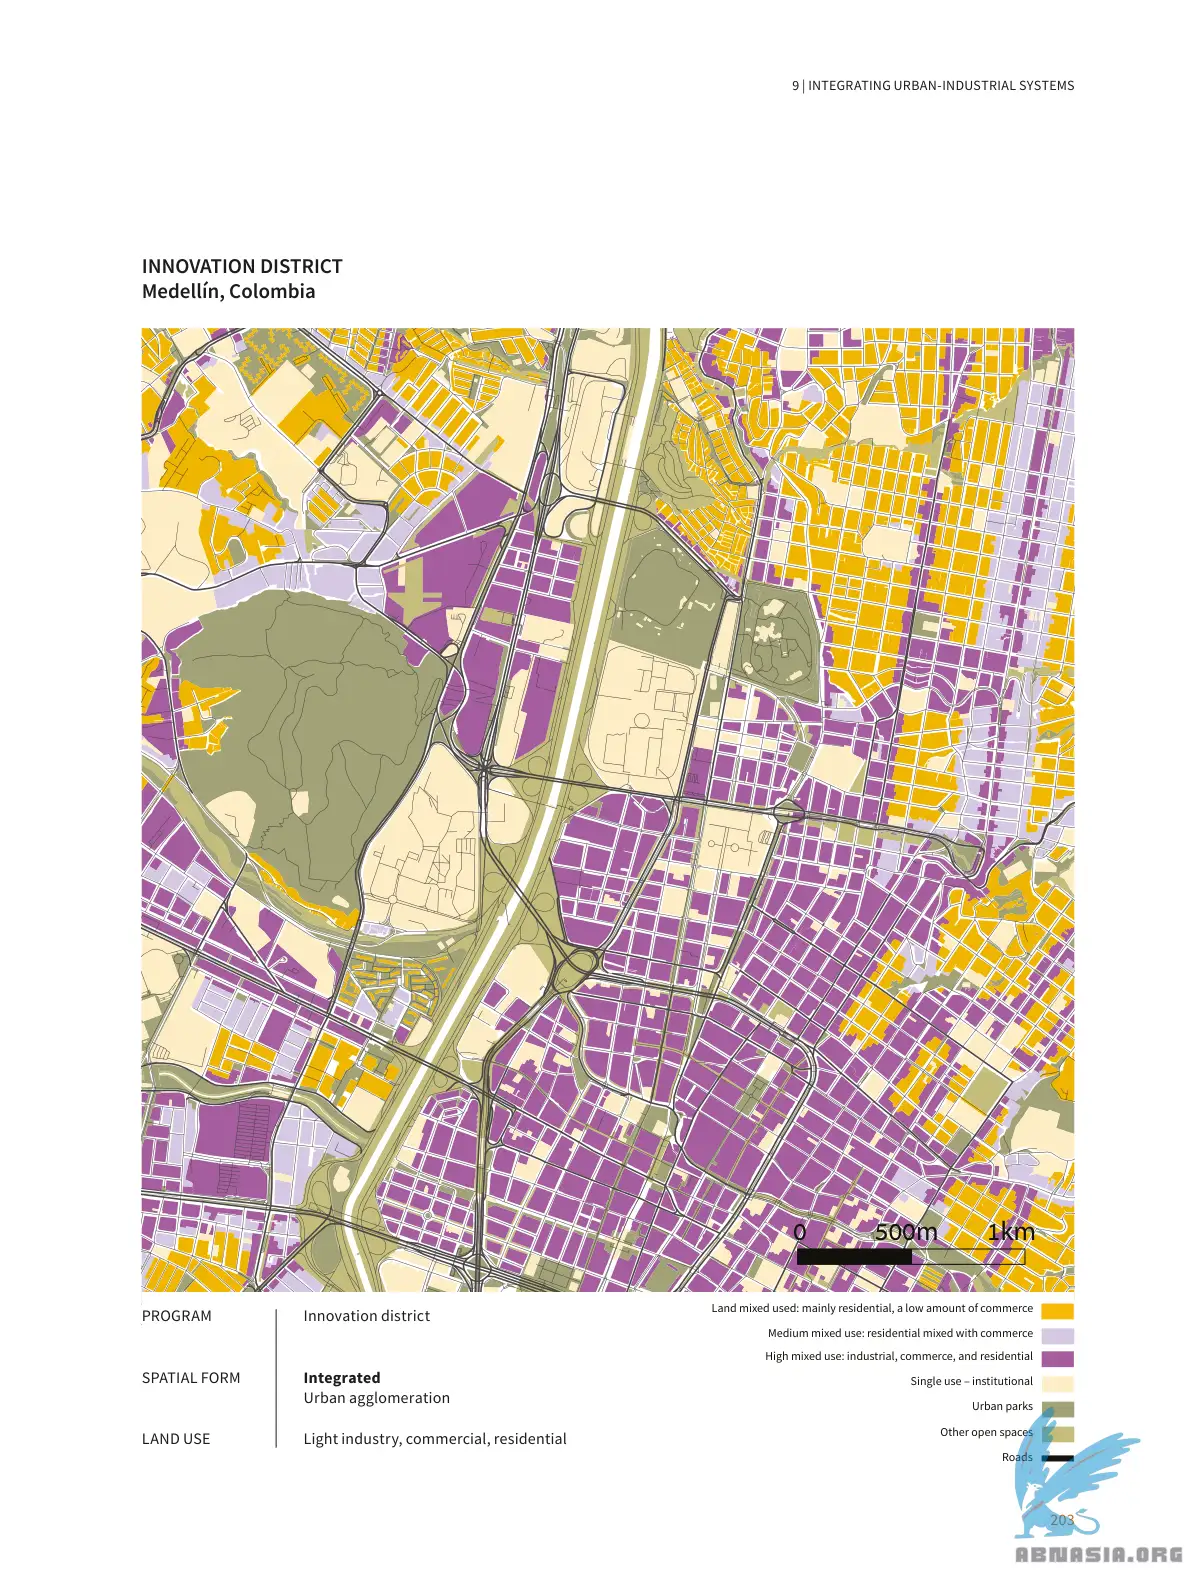 9 | INTEGRATING URBAN-INDUSTRIAL SYSTEMS
INNOVATION DISTRICT
Medellín, Colombia
0 500m 1km
PROGRAM
Innovation district
SPATIAL FORM
Integrated
Urban agglomeration
LAND USE
Light industry, commercial, residential
Land mixed used: mainly residential, a low amount of commerce
Medium mixed use: residential mixed with commerce
High mixed use: industrial, commerce, and residential
Single use – institutional
Urban parks
Other open spaces
Roads
203
ABNASIA.ORG